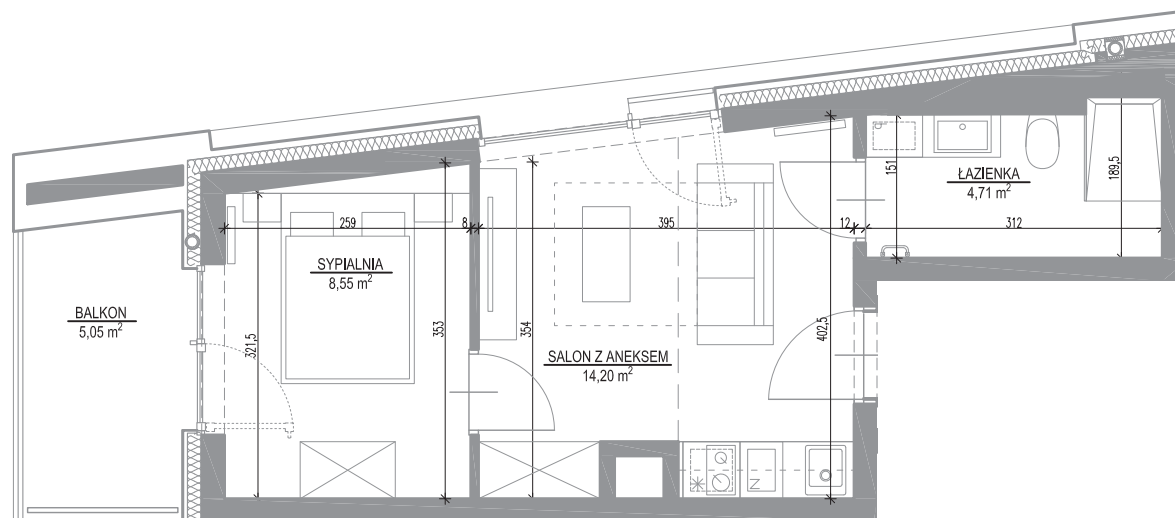 ŁAZIENKA
4,71 m²
151
189,5
259
8
395
12
312
SYPIALNIA
8,55 m²
BALKON
5,05 m²
321,5
353
354
402,5
SALON Z ANEKSEM
14,20 m²
Z